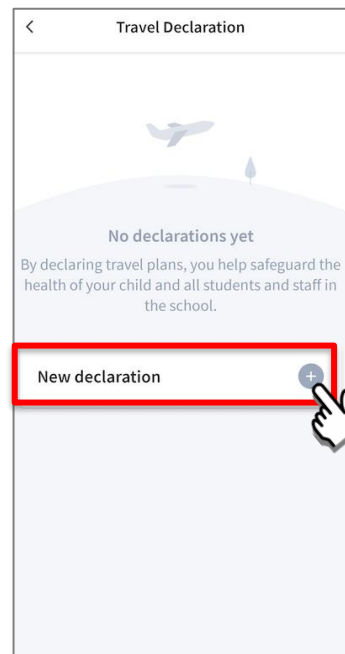 Travel Declaration
No declarations yet
By declaring travel plans, you help safeguard the
health of your child and all students and staff in
the school.
New declaration